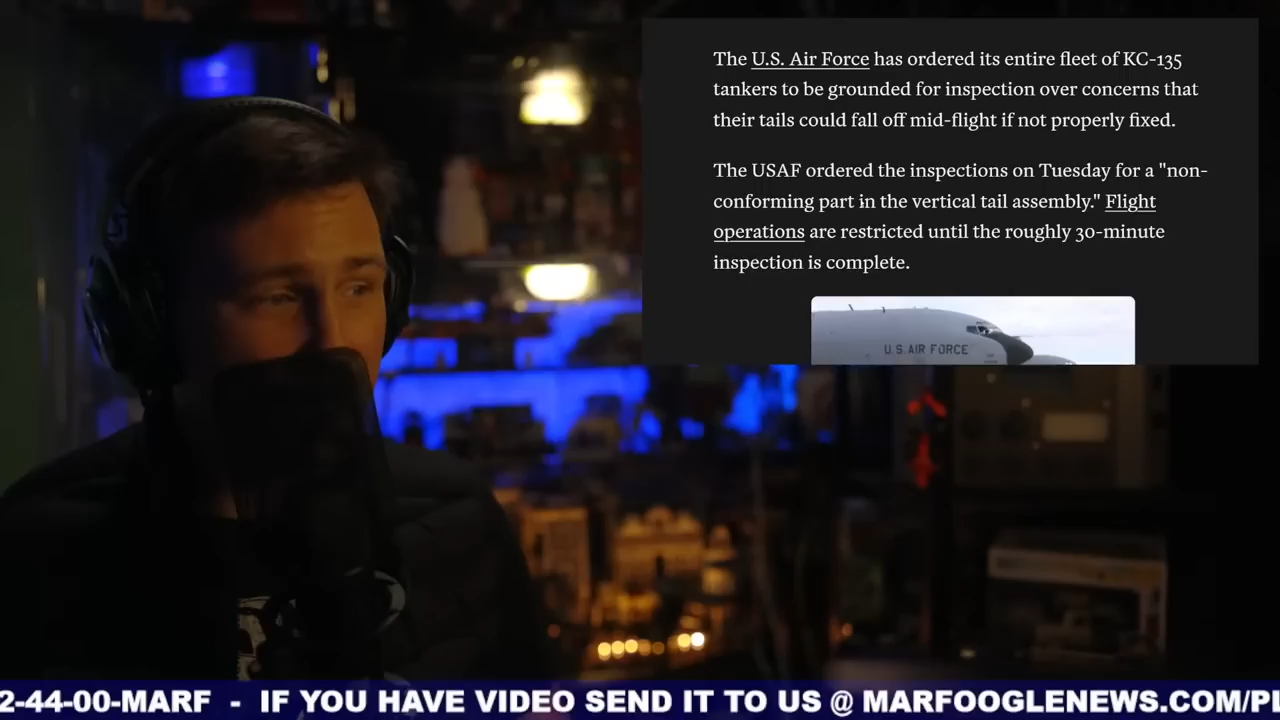 The U.S. Air Force has ordered its entire fleet of KC-135
tankers to be grounded for inspection over concerns that
their tails could fall off mid-flight if not properly fixed.
The USAF ordered the inspections on Tuesday for a "non-
conforming part in the vertical tail assembly." Flight
operations are restricted until the roughly 30-minute
inspection is complete.
U.S. AIR FORCE
2-44-00-MARF - IF YOU HAVE VIDEO SEND IT TO US @ MARFOOGLENEWS.COM/PL